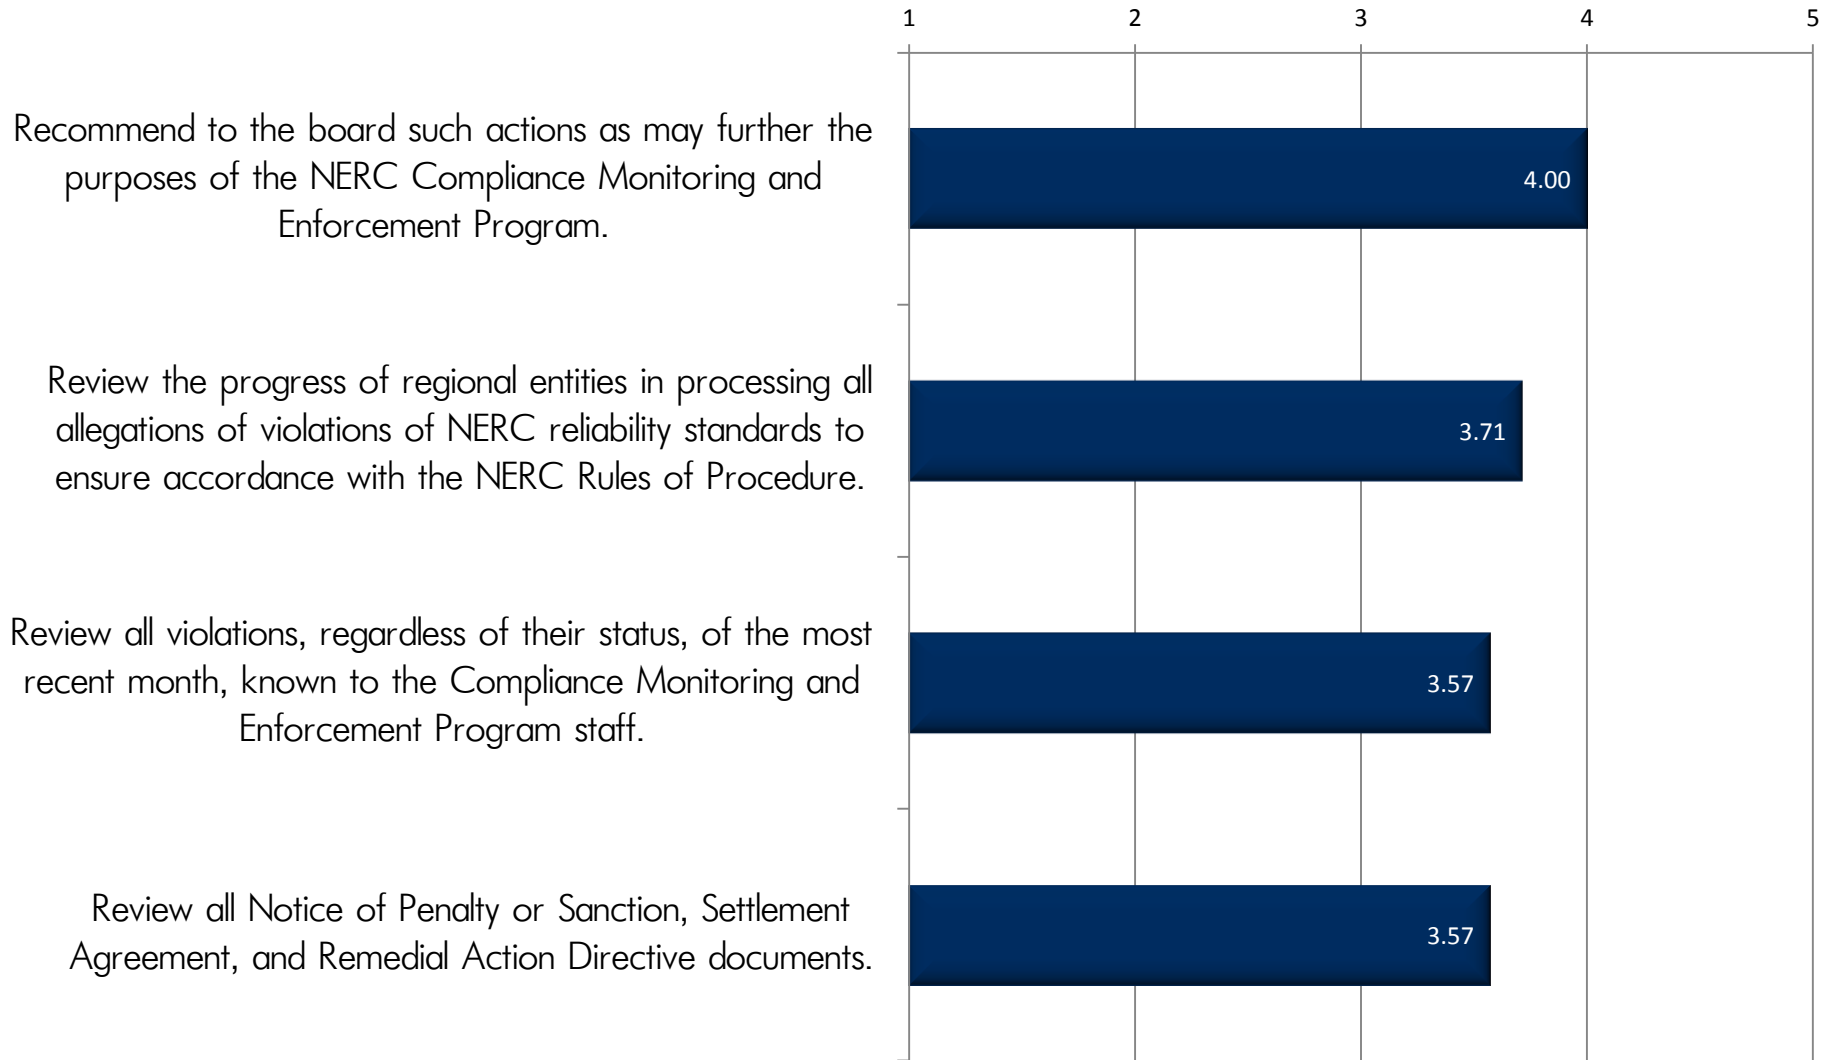 1 2 3 4 5
Recommend to the board such actions as may further the
purposes of the NERC Compliance Monitoring and
Enforcement Program.
4.00
Review the progress of regional entities in processing all
allegations of violations of NERC reliability standards to
ensure accordance with the NERC Rules of Procedure.
3.71
Review all violations, regardless of their status, of the most
recent month, known to the Compliance Monitoring and
Enforcement Program staff.
3.57
Review all Notice of Penalty or Sanction, Settlement
Agreement, and Remedial Action Directive documents.
3.57